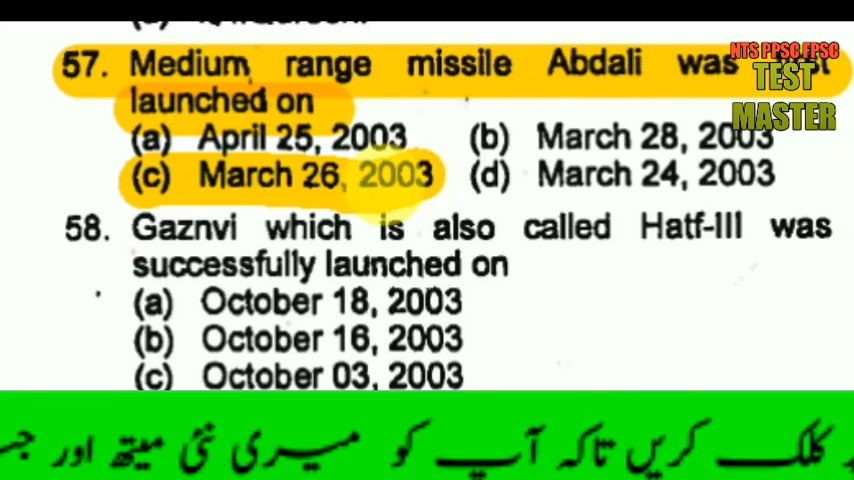 57. Medium range missile Abdali was
launched on
(a) April 25, 2003 (b) March 28, 2003
(c) March 26, 2003 (d) March 24, 2003
58. Gaznvi which is also called Hatf-III was
successfully launched on
(a) October 18, 2003
(b) October 16, 2003
(c) October 03, 2003
NTS PPSC FPSC
TEST
MASTER
کلک کریں تاکہ آپ کو میری نئی میتھ اور